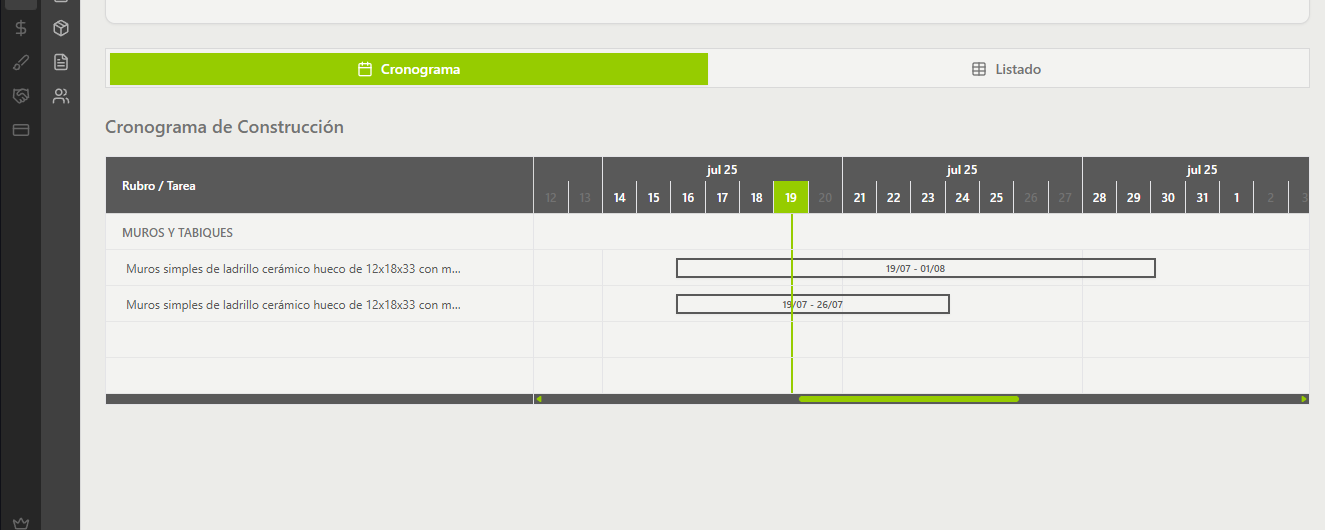 Cronograma
Listado
Cronograma de Construcción
Rubro / Tarea
jul 25
jul 25
jul 25
12 13 14 15 16 17 18 19 20 21 22 23 24 25 26 27 28 29 30 31 1 2 3
MUROS Y TABIQUES
Muros simples de ladrillo cerámico hueco de 12x18x33 con m...
19/07 - 01/08
Muros simples de ladrillo cerámico hueco de 12x18x33 con m...
19/07 - 26/07